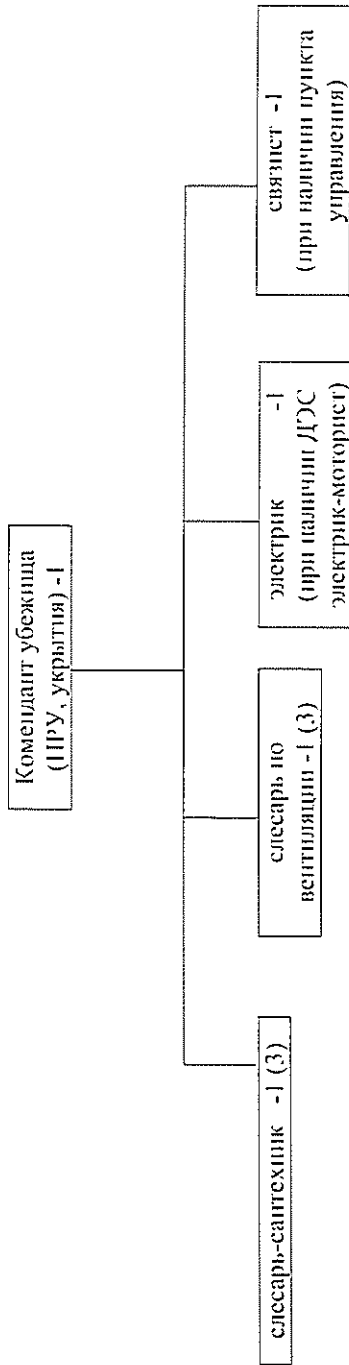 Комендант убежища
(ПРУ, укрытия) -1
слесарь-сантехник -1 (3)
слесарь по
вентиляции -1 (3)
электрик -1
(при наличии ДЭС
электрик-моторист)
связист -1
(при наличии пункта
управления)